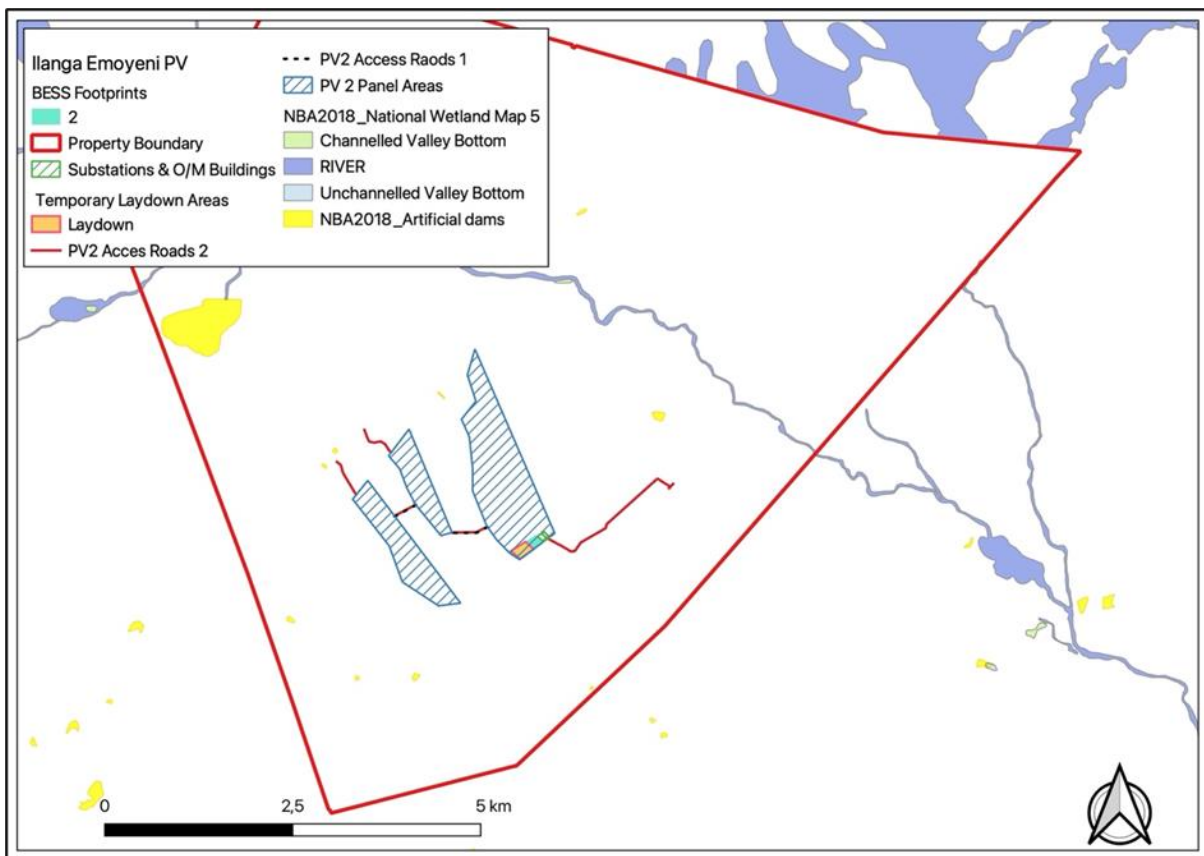 Ilanga Emoyeni PV
BESS Footprints
2
Property Boundary
Substations & O/M Buildings
Temporary Laydown Areas
Laydown
PV2 Acces Roads 2
PV2 Access Raods 1
PV 2 Panel Areas
NBA2018_National Wetland Map 5
Channelled Valley Bottom
RIVER
Unchannelled Valley Bottom
NBA2018_Artificial dams
0 2,5 5 km